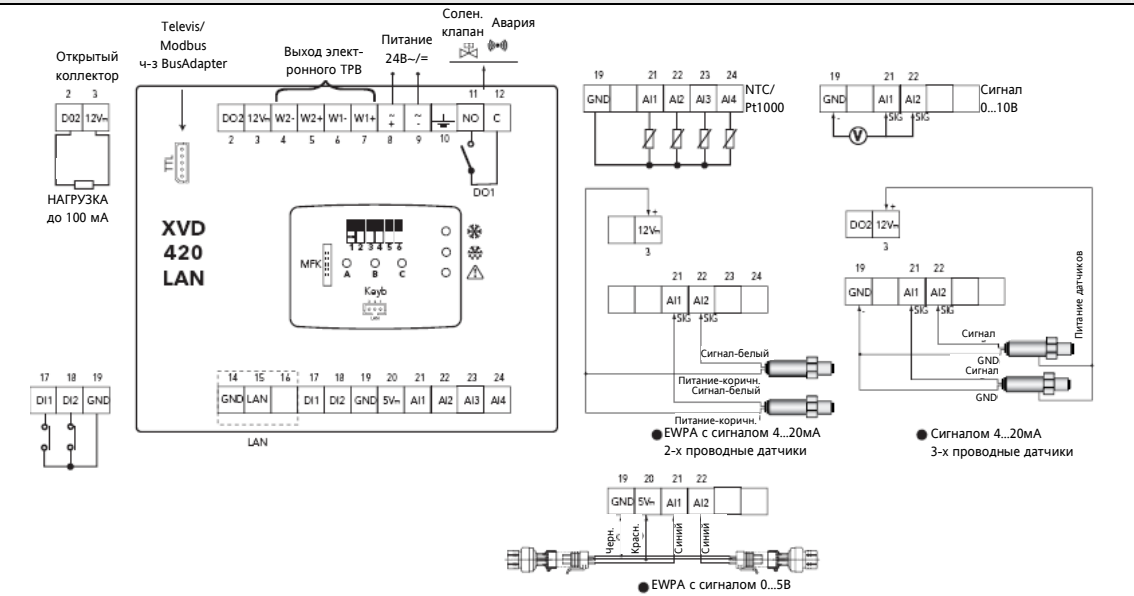 Открытый
коллектор
2 3
DO2 12V
НАГРУЗКА
до 100 мА
Televis/
Modbus
ч-з BusAdapter
Выход элект-
ронного ТРВ
Питание
24В~/=
Солен.
клапан
Авария
11 12
DO2 12V W2- W2+ W1- W1+ ~+ ~- NO C
2 3 4 5 6 7 8 9 10
DO1
TTL
XVD
420
LAN
1 2 3 4 5 6
MFK
A B C
Keyb
LAN
14 15 16 17 18 19 20 21 22 23 24
GND LAN DI1 DI2 GND 5V AI1 AI2 AI3 AI4
LAN
17 18 19
DI1 DI2 GND
19 21 22 23 24
GND AI1 AI2 AI3 AI4
NTC/
Pt1000
19 21 22
GND AI1 AI2
Сигнал
0...10В
- SIG SIG
V
+
12V
3
21 22 23 24
AI1 AI2
SIG SIG
Сигнал-белый
Питание-коричн.
Сигнал-белый
Питание-коричн.
EWPA с сигналом 4...20мА
2-х проводные датчики
+
DO2 12V
3
Питание датчиков
19 21 22
GND AI1 AI2
- SIG SIG
Сигнал
GND
Сигнал
GND
Сигналом 4...20мА
3-х проводные датчики
19 20 21 22
GND 5V AI1 AI2
Черн.
Красн.
Синий
Синий
EWPA с сигналом 0...5В